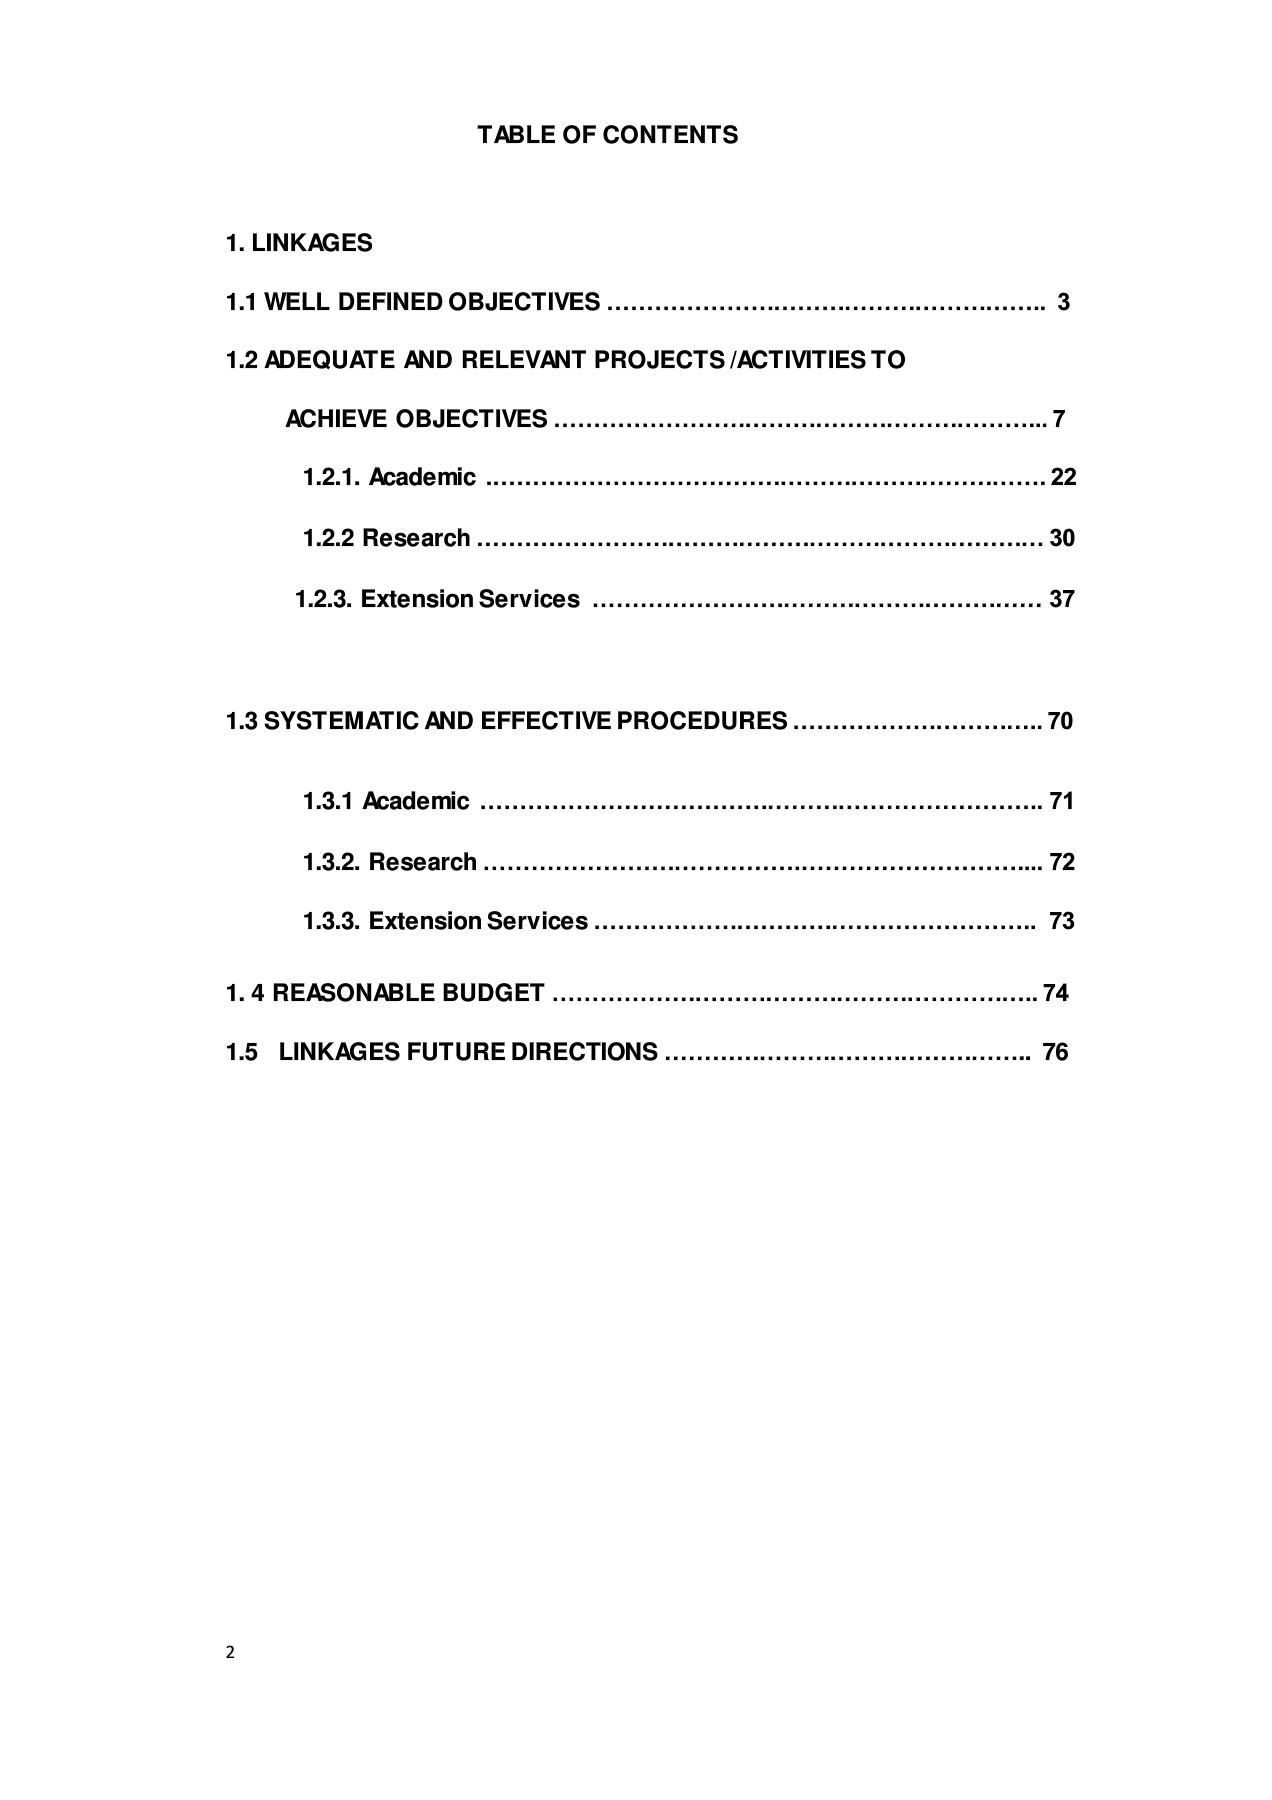 TABLE OF CONTENTS
1. LINKAGES
1.1 WELL DEFINED OBJECTIVES ……………………………………………….. 3
1.2 ADEQUATE AND RELEVANT PROJECTS /ACTIVITIES TO
ACHIEVE OBJECTIVES ……………………………………………………... 7
1.2.1. Academic ……………………………………………………………. 22
1.2.2 Research ……………………………………………………………… 30
1.2.3. Extension Services ………………………………………………… 37
1.3 SYSTEMATIC AND EFFECTIVE PROCEDURES ………………………….. 70
1.3.1 Academic …………………………………………………………….. 71
1.3.2. Research …………………………………………………………….... 72
1.3.3. Extension Services ……………………………………………….. 73
1. 4 REASONABLE BUDGET …………………………………………………….. 74
1.5 LINKAGES FUTURE DIRECTIONS ……………………………………... 76
2